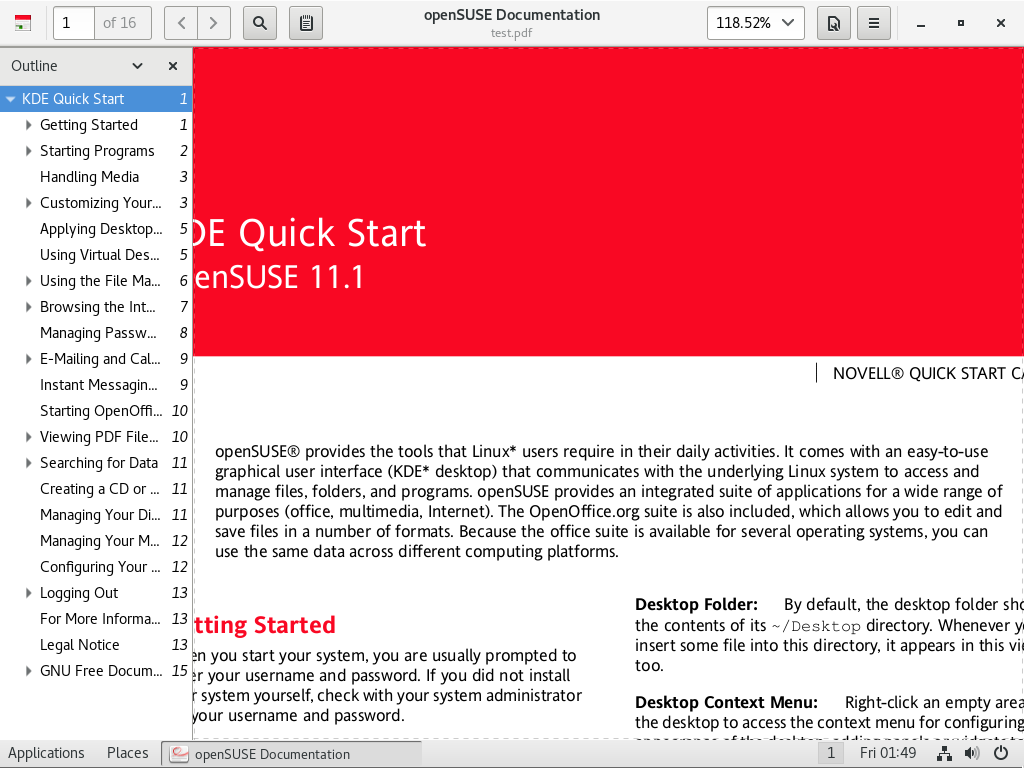 openSUSE Documentation
test.pdf
1 of 16
118.52%
Outline
KDE Quick Start 1
Getting Started 1
Starting Programs 2
Handling Media 3
Customizing Your... 3
Applying Desktop... 5
Using Virtual Des... 5
Using the File Ma... 6
Browsing the Int... 7
Managing Passw... 8
E-Mailing and Cal... 9
Instant Messagin... 9
Starting OpenOffi... 10
Viewing PDF File... 10
Searching for Data 11
Creating a CD or ... 11
Managing Your Di... 11
Managing Your M... 12
Configuring Your ... 12
Logging Out 13
For More Informa... 13
Legal Notice 13
GNU Free Docum... 15
DE Quick Start
enSUSE 11.1
NOVELL® QUICK START CA
openSUSE® provides the tools that Linux* users require in their daily activities. It comes with an easy-to-use
graphical user interface (KDE* desktop) that communicates with the underlying Linux system to access and
manage files, folders, and programs. openSUSE provides an integrated suite of applications for a wide range of
purposes (office, multimedia, Internet). The OpenOffice.org suite is also included, which allows you to edit and
save files in a number of formats. Because the office suite is available for several operating systems, you can
use the same data across different computing platforms.
tting Started
en you start your system, you are usually prompted to
er your username and password. If you did not install
r system yourself, check with your system administrator
your username and password.
Desktop Folder: By default, the desktop folder sho
the contents of its ~/Desktop directory. Whenever y
insert some file into this directory, it appears in this vi
too.
Desktop Context Menu: Right-click an empty area
the desktop to access the context menu for configuring
Applications Places openSUSE Documentation 1 Fri 01:49